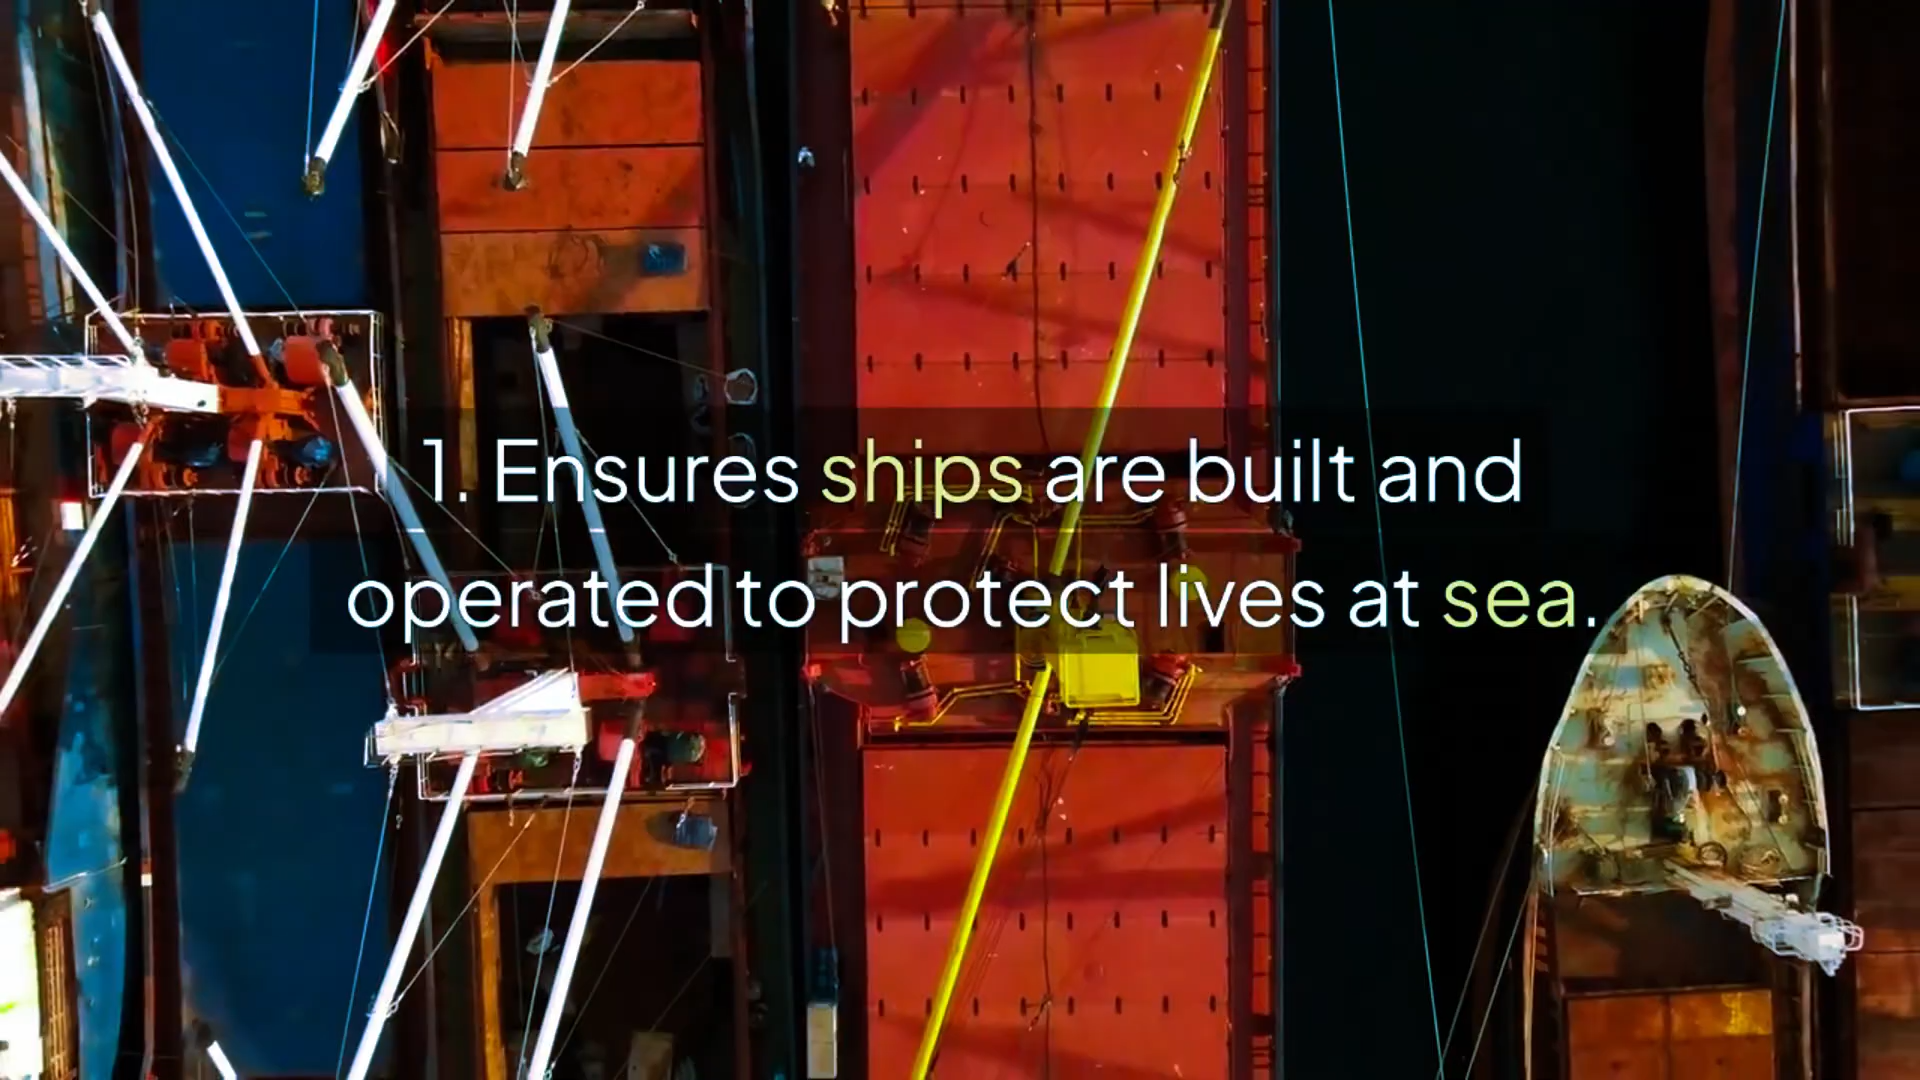 1. Ensures ships are built and
operated to protect lives at sea.